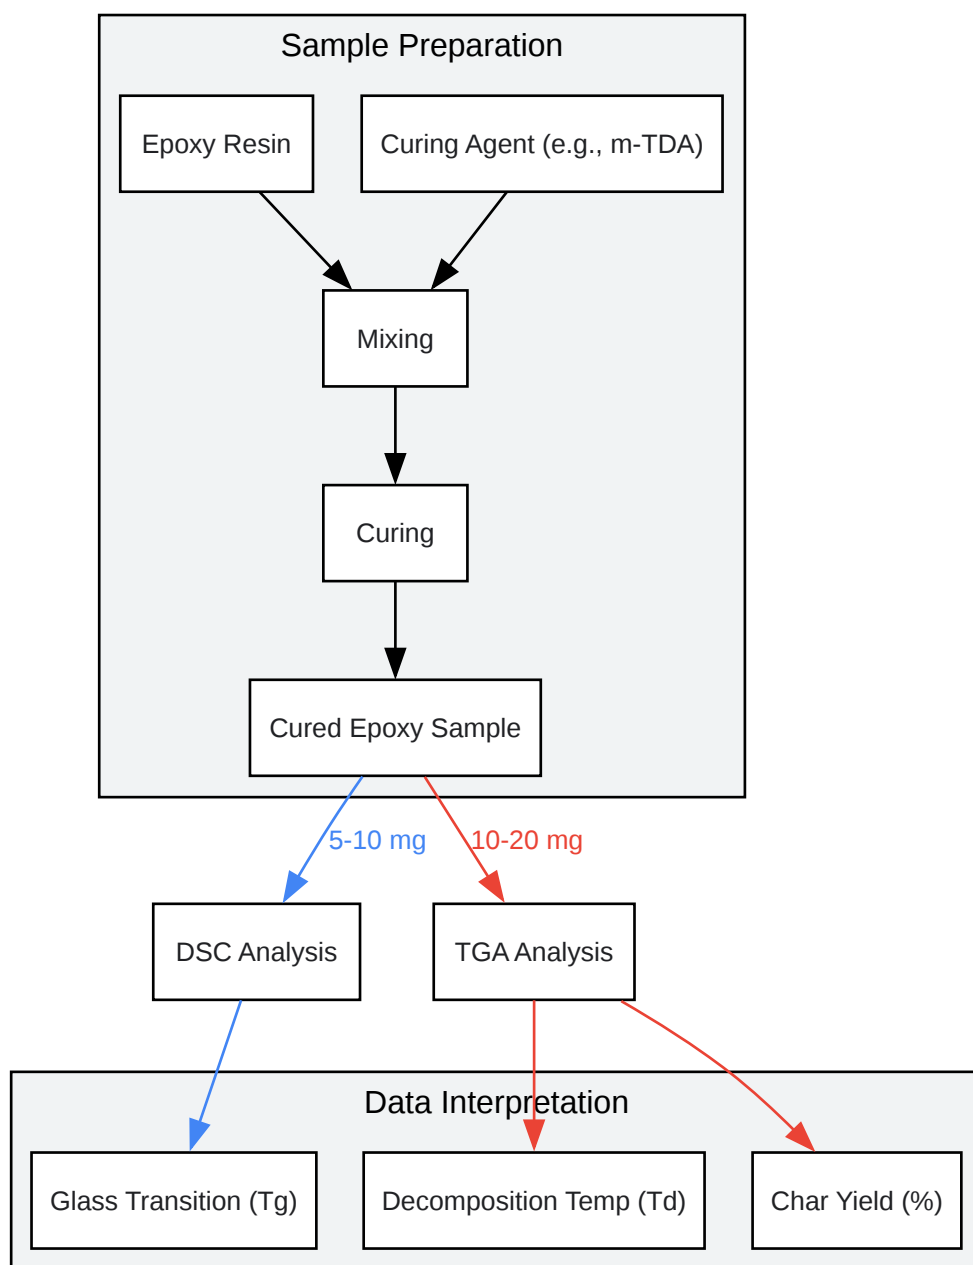 Sample Preparation
Epoxy Resin
Curing Agent (e.g., m-TDA)
Mixing
Curing
Cured Epoxy Sample
5-10 mg
10-20 mg
DSC Analysis
TGA Analysis
Data Interpretation
Glass Transition (Tg)
Decomposition Temp (Td)
Char Yield (%)